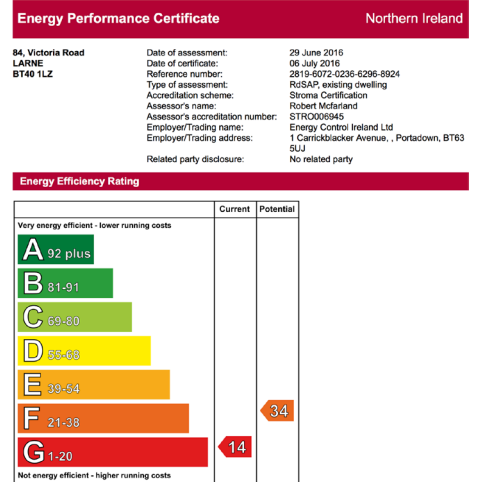 Energy Performance Certificate Northern Ireland
84, Victoria Road
LARNE
BT40 1LZ
Date of assessment: 29 June 2016
Date of certificate: 06 July 2016
Reference number: 2819-6072-0236-6296-8924
Type of assessment: RdSAP, existing dwelling
Accreditation scheme: Stroma Certification
Assessor's name: Robert Mcfarland
Assessor's accreditation number: STRO006945
Employer/Trading name: Energy Control Ireland Ltd
Employer/Trading address: 1 Carrickblacker Avenue, , Portadown, BT63
5UJ
Related party disclosure: No related party
Energy Efficiency Rating
Current Potential
Very energy efficient - lower running costs
A 92 plus
B 81-91
C 69-80
D 55-68
E 39-54
F 21-38 34
G 1-20 14
Not energy efficient - higher running costs